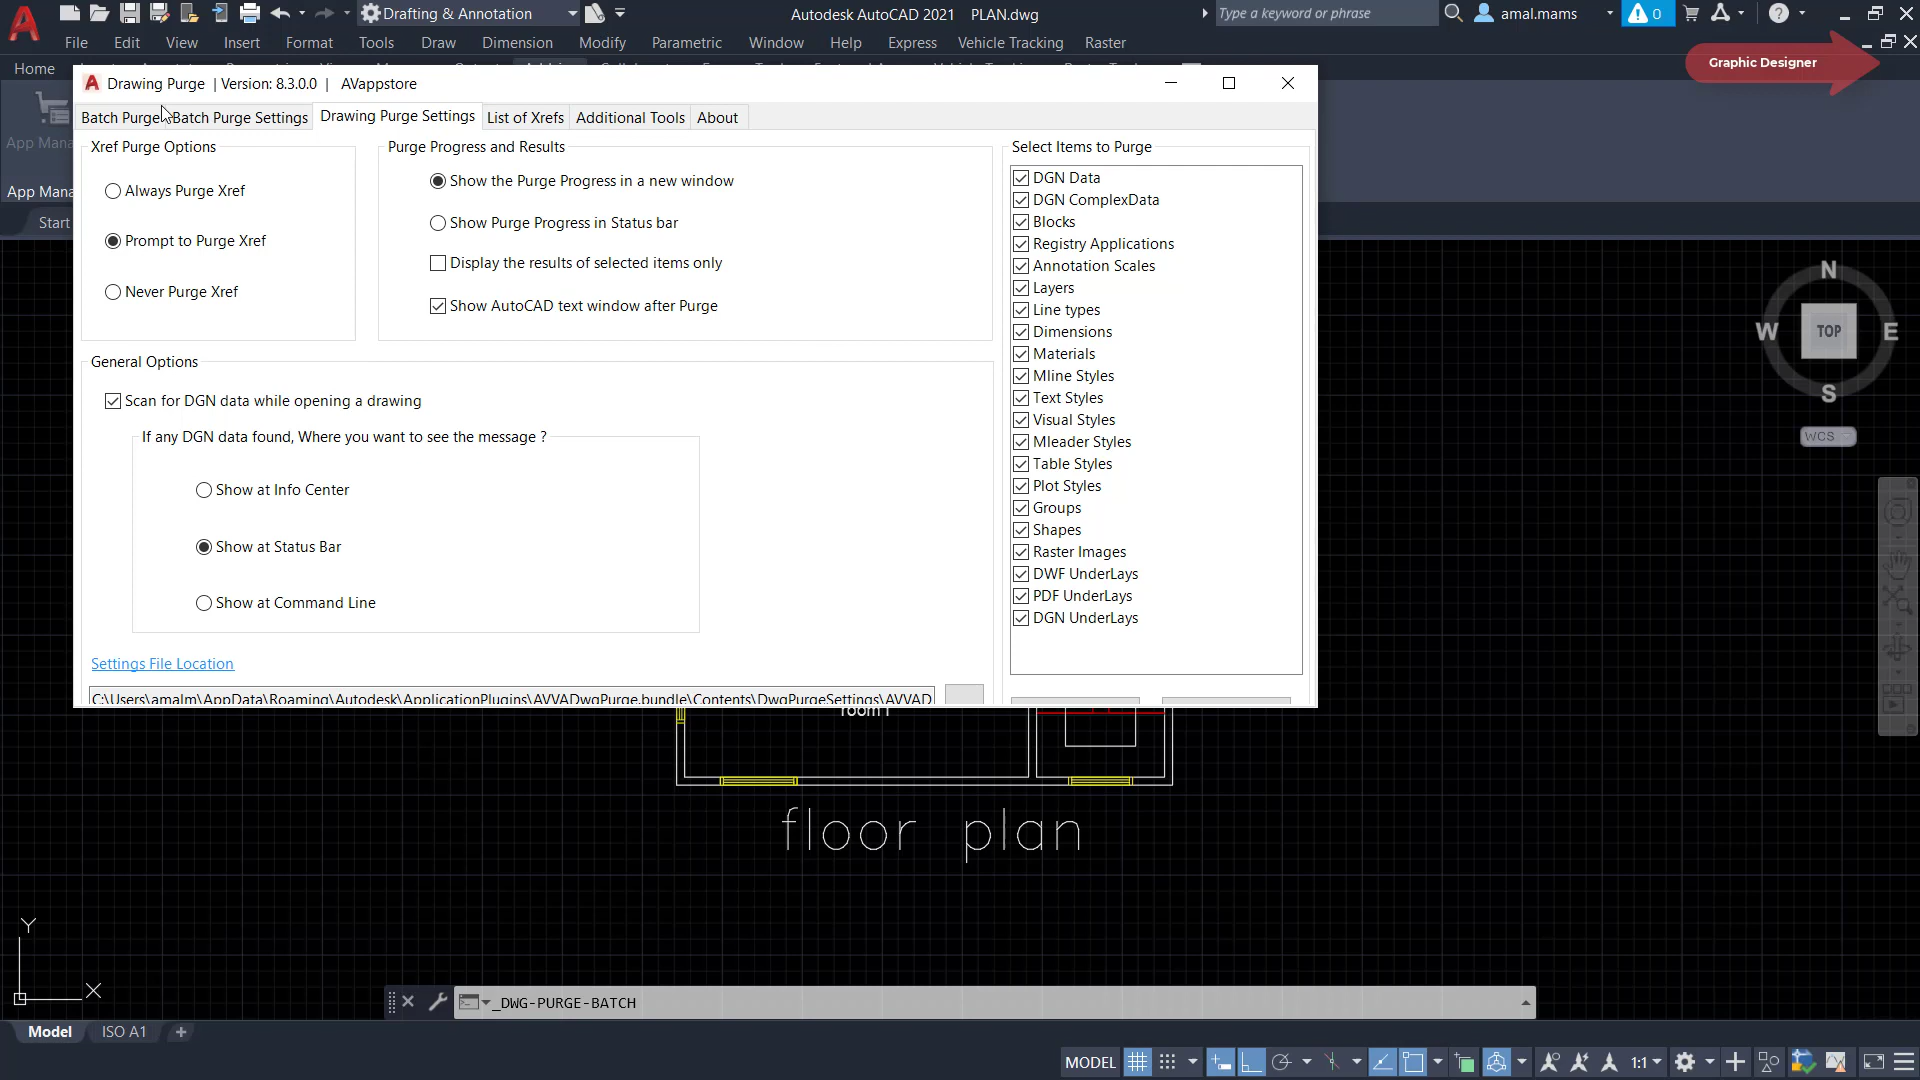 Drafting & Annotation
Autodesk AutoCAD 2021 PLAN.dwg
Type a keyword or phrase
amal.mams
0
File Edit View Insert Format Tools Draw Dimension Modify Parametric Window Help Express Vehicle Tracking Raster
Home
Graphic Designer
Drawing Purge | Version: 8.3.0.0 | AVappstore
Batch Purge Batch Purge Settings Drawing Purge Settings List of Xrefs Additional Tools About
App Mana
App Mana
Start
Xref Purge Options
Always Purge Xref
Prompt to Purge Xref
Never Purge Xref
Purge Progress and Results
Show the Purge Progress in a new window
Show Purge Progress in Status bar
Display the results of selected items only
Show AutoCAD text window after Purge
General Options
Scan for DGN data while opening a drawing
If any DGN data found, Where you want to see the message ?
Show at Info Center
Show at Status Bar
Show at Command Line
Settings File Location
C:\Users\amalm\AppData\Roaming\Autodesk\ApplicationPlugins\AVVADwgPurge.bundle\Contents\DwgPurgeSettings\AVVAD
Select Items to Purge
DGN Data
DGN ComplexData
Blocks
Registry Applications
Annotation Scales
Layers
Line types
Dimensions
Materials
Mline Styles
Text Styles
Visual Styles
Mleader Styles
Table Styles
Plot Styles
Groups
Shapes
Raster Images
DWF UnderLays
PDF UnderLays
DGN UnderLays
N
W TOP E
S
WCS
room1
floor plan
Y
X
_DWG-PURGE-BATCH
Model ISO A1
MODEL
1:1